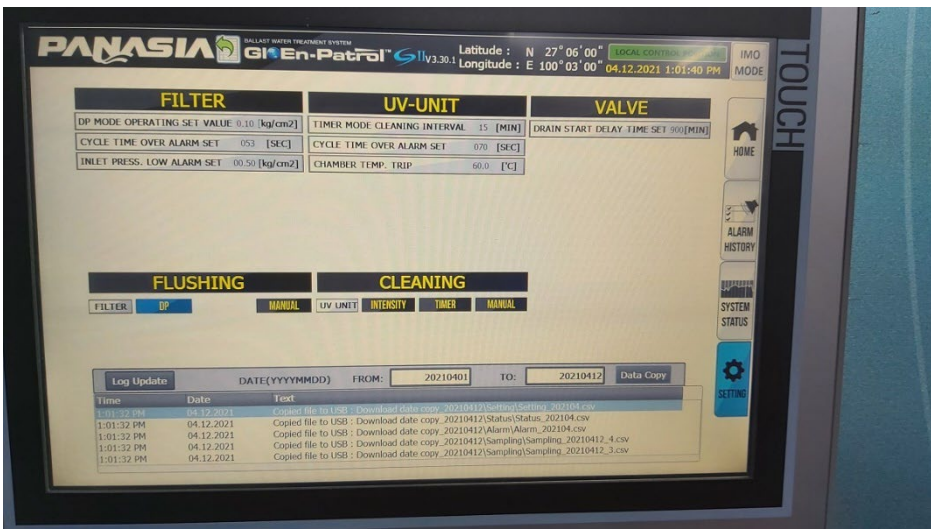 PANASIA BALLAST WATER TREATMENT SYSTEM GloEn-Patrol™ GII V3.30.1
Latitude : N 27°06'00"
Longitude : E 100°03'00"
LOCAL CONTROL
04.12.2021 1:01:40 PM
IMO
MODE
TOUCH
FILTER
DP MODE OPERATING SET VALUE 0.10 [kg/cm2]
CYCLE TIME OVER ALARM SET 053 [SEC]
INLET PRESS. LOW ALARM SET 00.50 [kg/cm2]
UV-UNIT
TIMER MODE CLEANING INTERVAL 15 [MIN]
CYCLE TIME OVER ALARM SET 070 [SEC]
CHAMBER TEMP. TRIP 60.0 [℃]
VALVE
DRAIN START DELAY TIME SET 900[MIN]
HOME
ALARM
HISTORY
SYSTEM
STATUS
SETTING
FLUSHING
FILTER DP MANUAL
CLEANING
UV UNIT INTENSITY TIMER MANUAL
Log Update DATE(YYYYMMDD) FROM: 20210401 TO: 20210412 Data Copy
Time Date Text
1:01:32 PM 04.12.2021 Copied file to USB : Download date copy_20210412\Setting\Setting_202104.csv
1:01:32 PM 04.12.2021 Copied file to USB : Download date copy_20210412\Status\Status_202104.csv
1:01:32 PM 04.12.2021 Copied file to USB : Download date copy_20210412\Alarm\Alarm_202104.csv
1:01:32 PM 04.12.2021 Copied file to USB : Download date copy_20210412\Sampling\Sampling_20210412_4.csv
1:01:32 PM 04.12.2021 Copied file to USB : Download date copy_20210412\Sampling\Sampling_20210412_3.csv